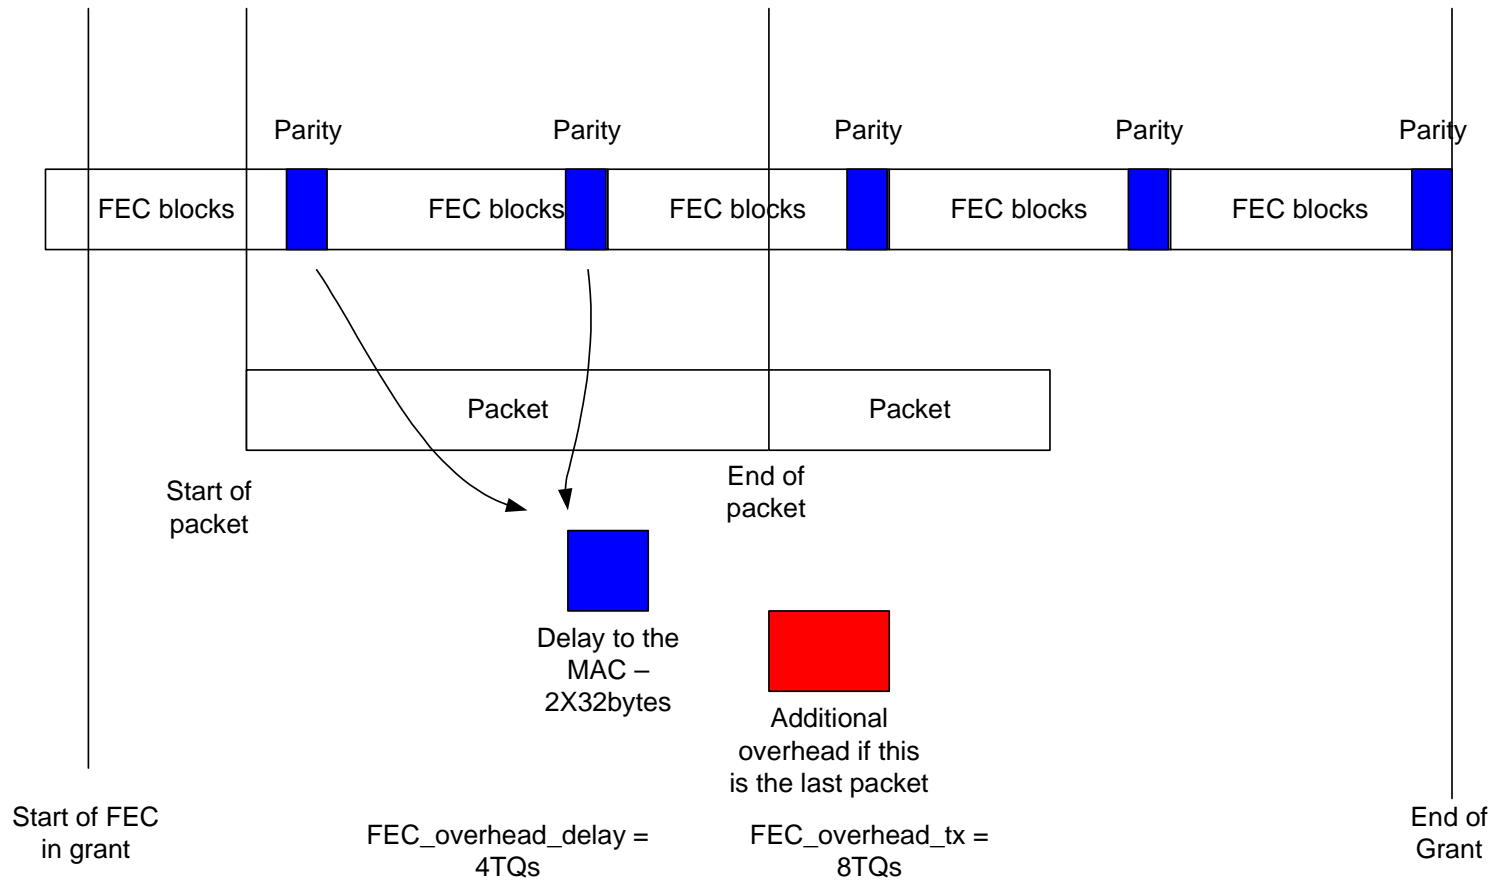 Parity
Parity
Parity
Parity
Parity
FEC blocks
FEC blocks
FEC blocks
FEC blocks
FEC blocks
Packet
Packet
Start of
packet
End of
packet
Delay to the
MAC –
2X32bytes
Additional
overhead if this
is the last packet
Start of FEC
in grant
FEC_overhead_delay =
4TQs
FEC_overhead_tx =
8TQs
End of
Grant